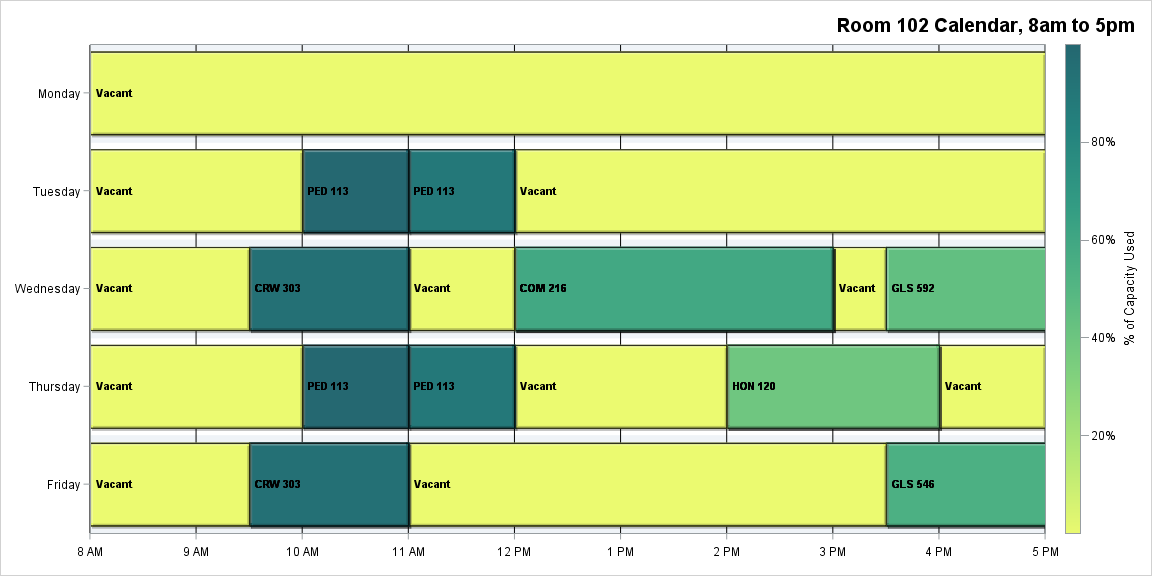 Room 102 Calendar, 8am to 5pm
Monday
Vacant
Tuesday
Vacant
PED 113
PED 113
Vacant
Wednesday
Vacant
CRW 303
Vacant
COM 216
Vacant
GLS 592
Thursday
Vacant
PED 113
PED 113
Vacant
HON 120
Vacant
Friday
Vacant
CRW 303
Vacant
GLS 546
8 AM
9 AM
10 AM
11 AM
12 PM
1 PM
2 PM
3 PM
4 PM
5 PM
80%
60%
40%
20%
% of Capacity Used